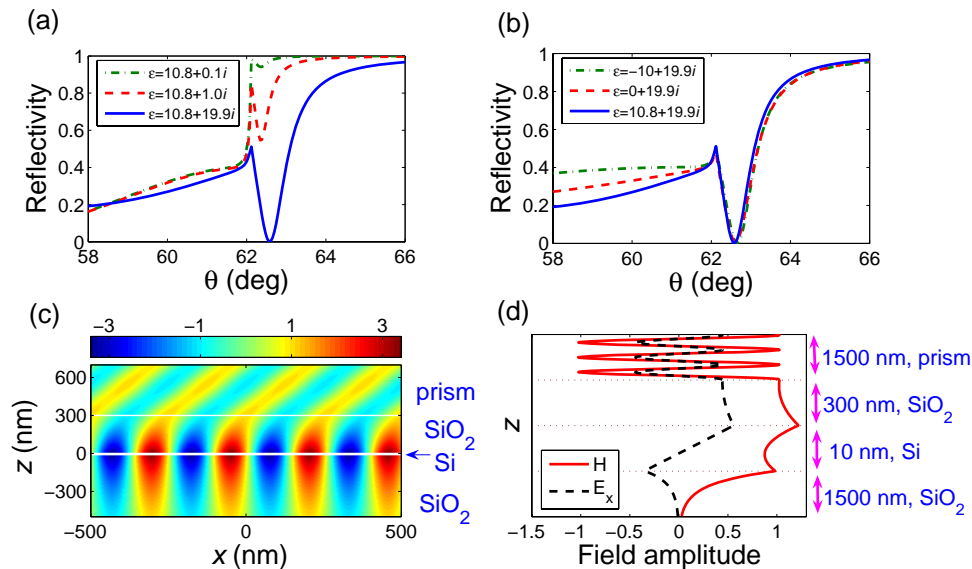 (a)
Reflectivity
1
0.8
0.6
0.4
0.2
0
ε=10.8+0.1i
ε=10.8+1.0i
ε=10.8+19.9i
58 60 62 64 66
θ (deg)
(b)
Reflectivity
1
0.8
0.6
0.4
0.2
0
ε=−10+19.9i
ε=0+19.9i
ε=10.8+19.9i
58 60 62 64 66
θ (deg)
(c)
−3 −1 1 3
z (nm)
600
300
0
−300
prism
SiO2
Si
SiO2
−500 0 500
x (nm)
(d)
z
H
E_x
1500 nm, prism
300 nm, SiO2
10 nm, Si
1500 nm, SiO2
−1.5 −1 −0.5 0 0.5 1
Field amplitude